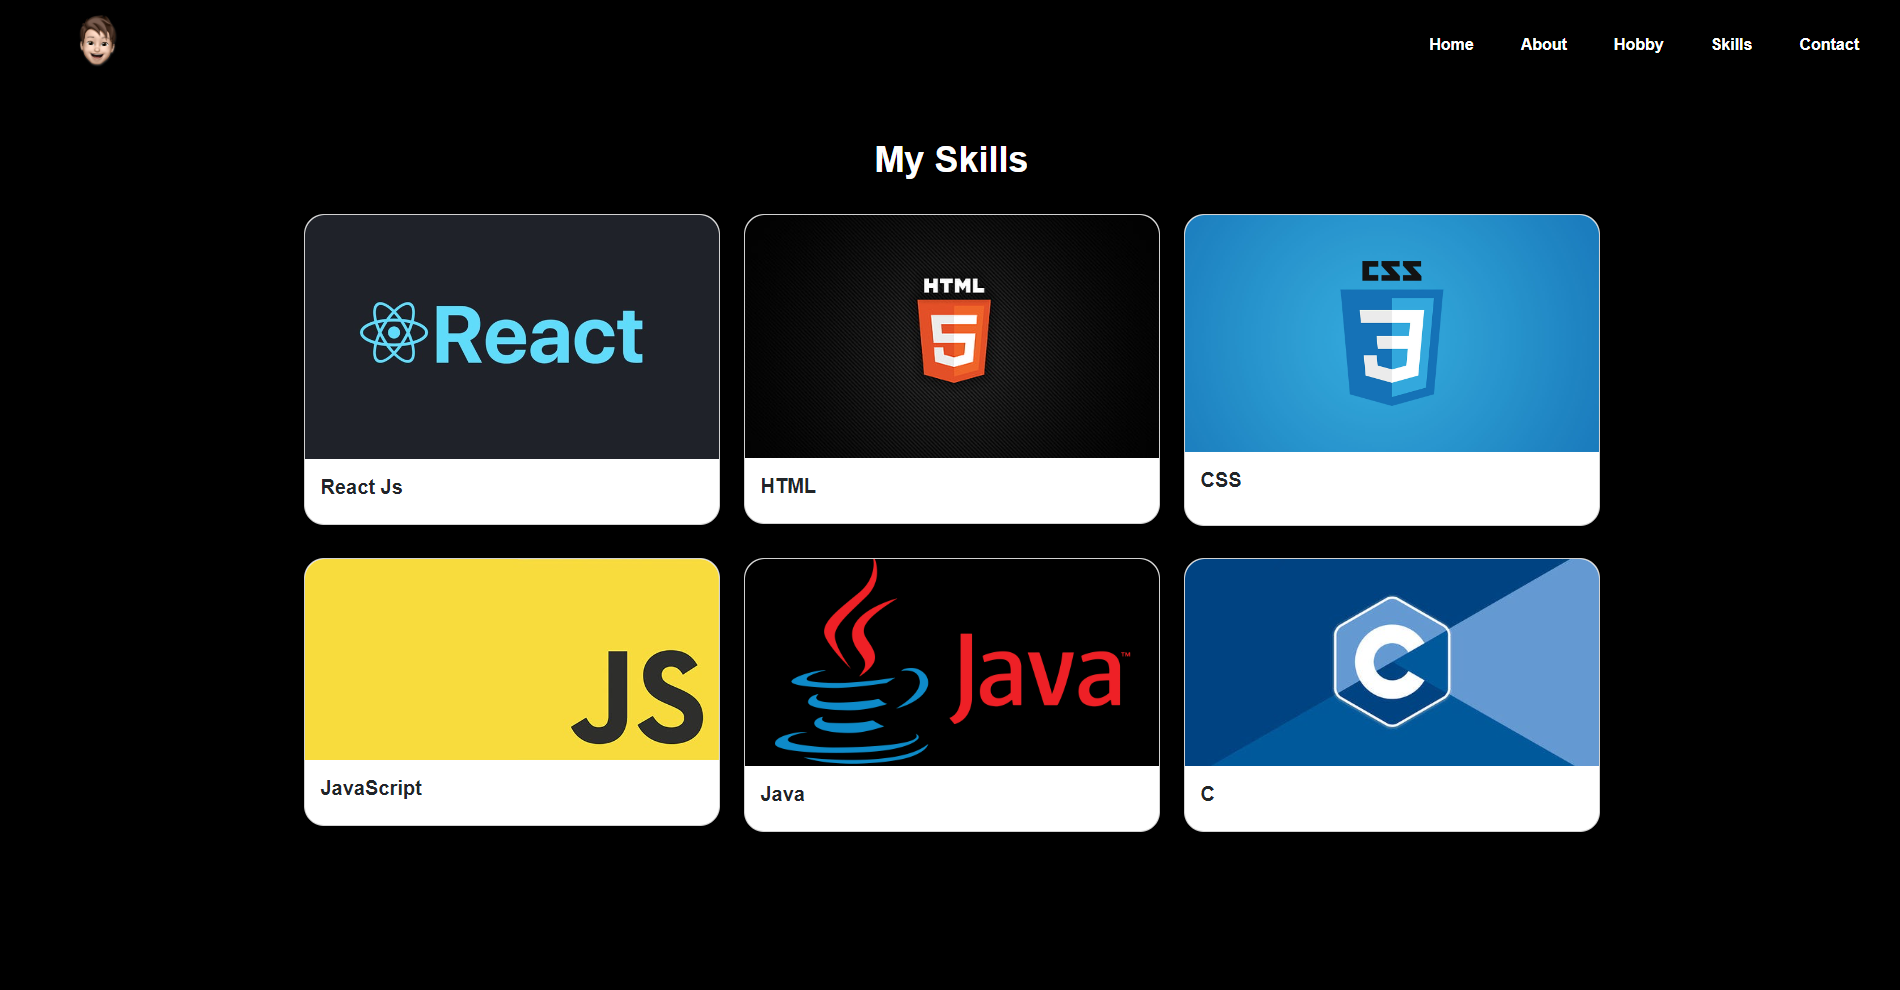 Home About Hobby Skills Contact
My Skills
React
HTML
5
CSS
3
React Js
HTML
CSS
JS
Java™
C
JavaScript
Java
C